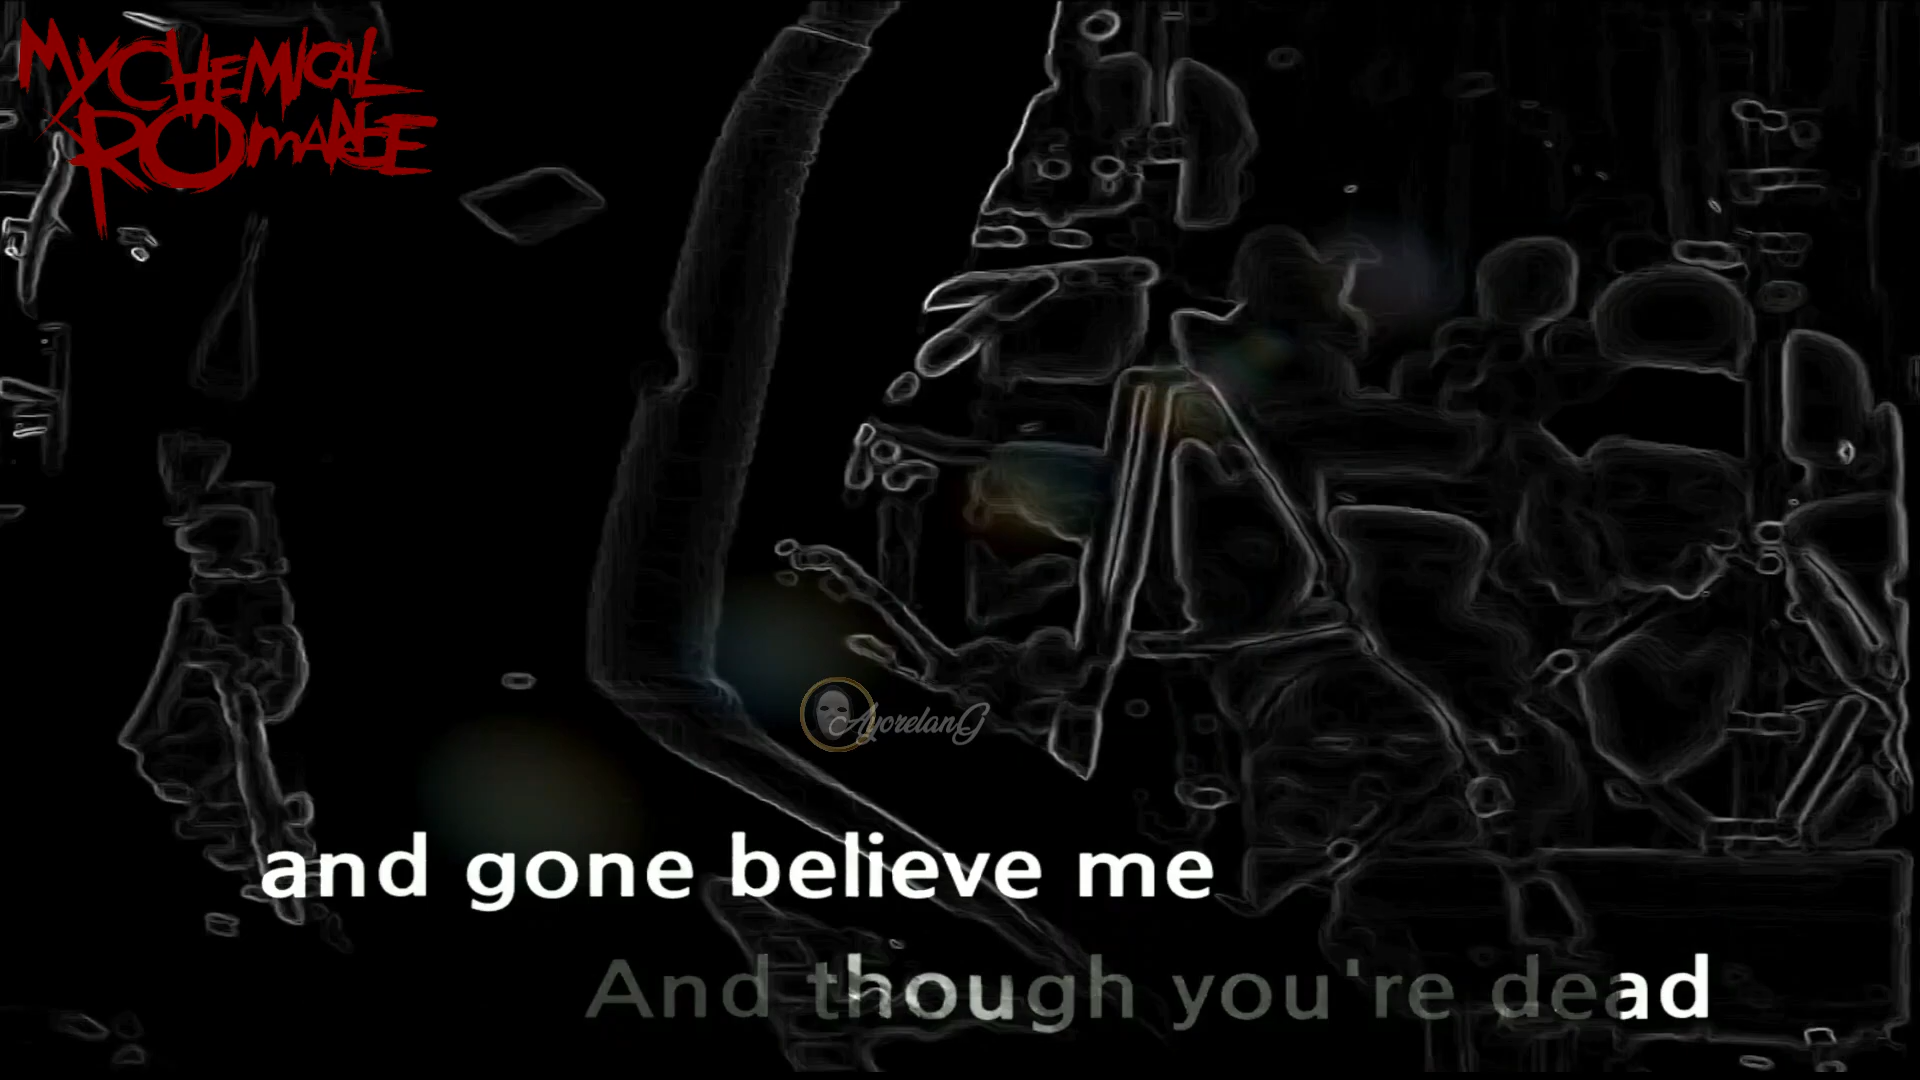 MY CHEMICAL
ROMANCE
AyorelanG
and gone believe me
And though you're dead